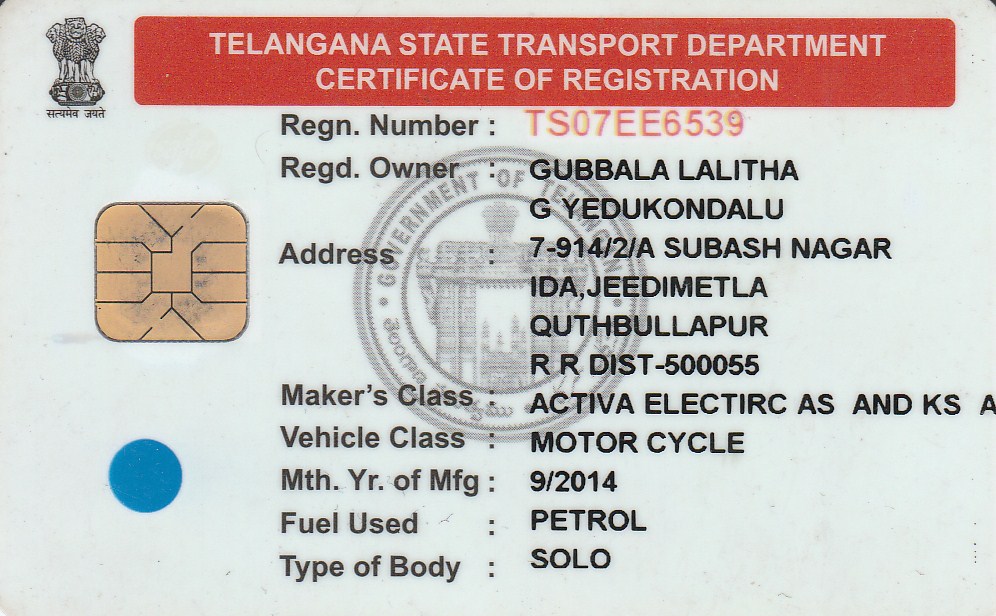 TELANGANA STATE TRANSPORT DEPARTMENT
CERTIFICATE OF REGISTRATION
सत्यमेव जयते
Regn. Number : TS07EE6539
Regd. Owner : GUBBALA LALITHA
G YEDUKONDALU
Address : 7-914/2/A SUBASH NAGAR
IDA,JEEDIMETLA
QUTHBULLAPUR
R R DIST-500055
Maker's Class : ACTIVA ELECTIRC AS AND KS A
Vehicle Class : MOTOR CYCLE
Mth. Yr. of Mfg : 9/2014
Fuel Used : PETROL
Type of Body : SOLO
GOVERNMENT OF TELANGANA